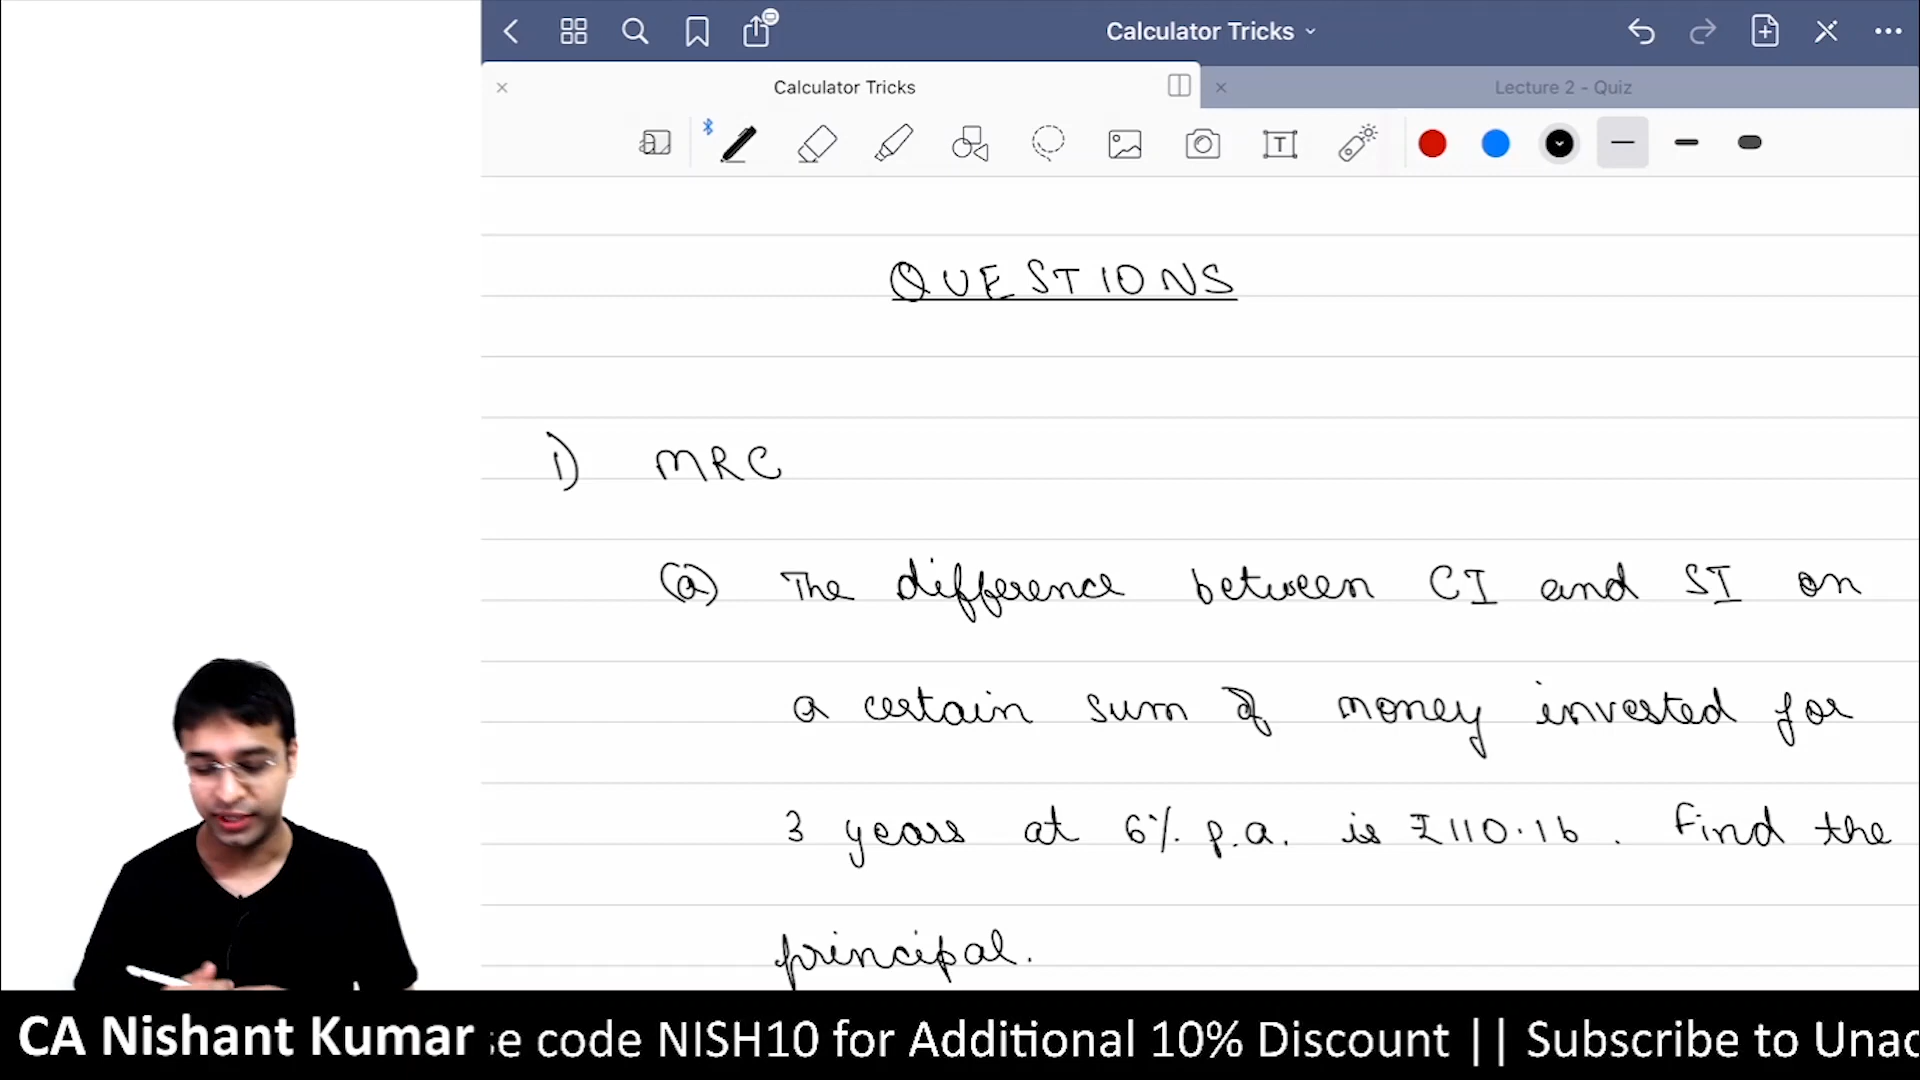 Calculator Tricks
Calculator Tricks
Lecture 2 - Quiz
QUESTIONS
1) MRC
(a) The difference between CI and SI on
a certain sum of money invested for
3 years at 6% p.a. is ₹110.16. Find the
principal.
CA Nishant Kumar
se code NISH10 for Additional 10% Discount || Subscribe to Unac